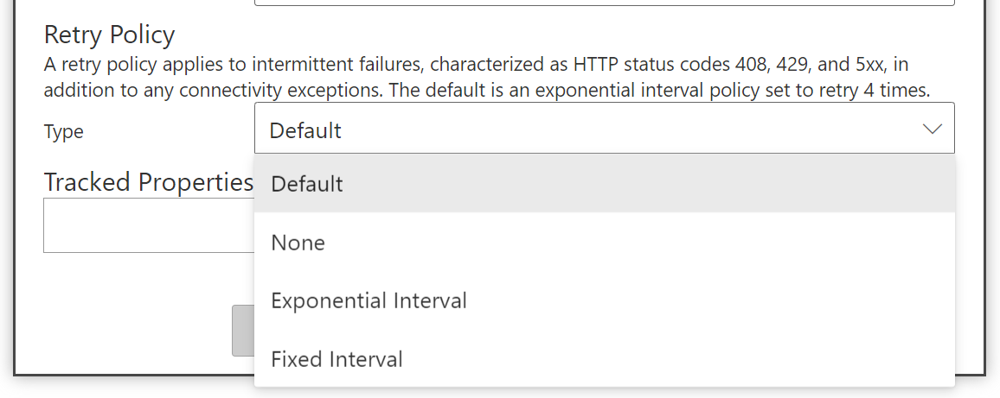 Retry Policy
A retry policy applies to intermittent failures, characterized as HTTP status codes 408, 429, and 5xx, in
addition to any connectivity exceptions. The default is an exponential interval policy set to retry 4 times.
Type
Default
Tracked Properties
Default
None
Exponential Interval
Fixed Interval